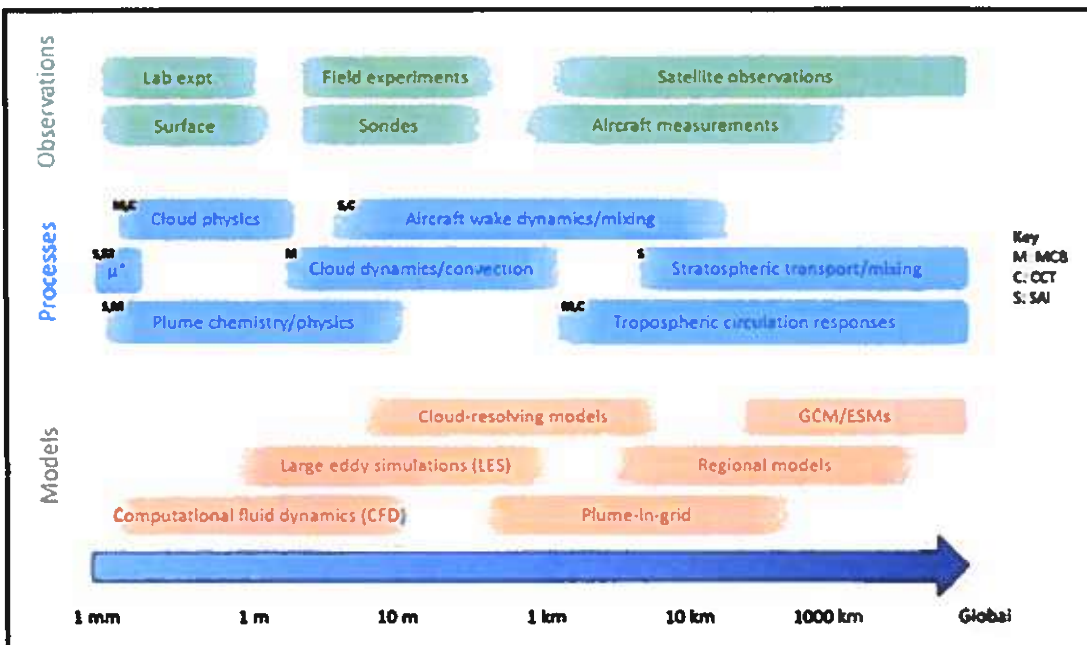 Observations
Lab expt
Field experiments
Satellite observations
Surface
Sondes
Aircraft measurements
Processes
M,C
Cloud physics
S,C
Aircraft wake dynamics/mixing
S,M
μ*
M
Cloud dynamics/convection
S
Stratospheric transport/mixing
S,M
Plume chemistry/physics
M,C
Tropospheric circulation responses
Key
M: MCB
C: CCT
S: SAI
Models
Cloud-resolving models
GCM/ESMs
Large eddy simulations (LES)
Regional models
Computational fluid dynamics (CFD)
Plume-in-grid
1 mm
1 m
10 m
1 km
10 km
1000 km
Global